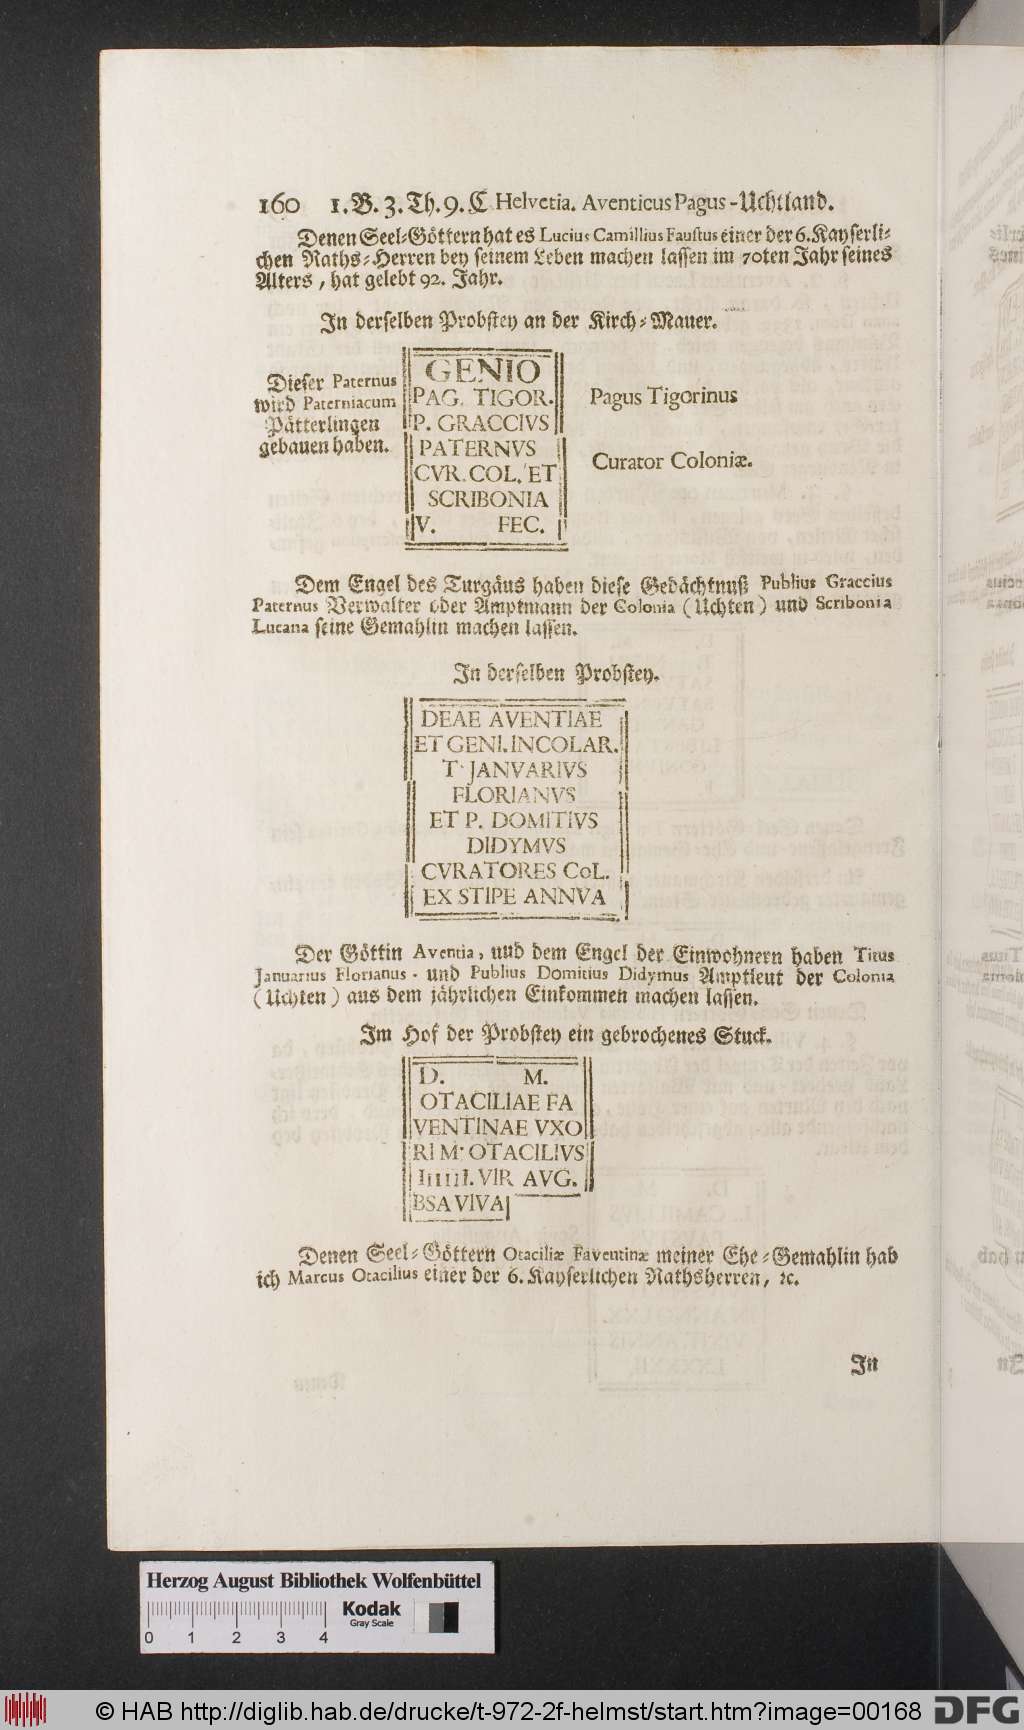 160 1. B. 3. Th. 9. C Helvetia. Aventicus Pagus-Uchtland.
Denen Seel-Göttern hat es Lucius Camillius Faustus einer der 6. Kayserli-
chen Raths-Herren bey seinem Leben machen lassen im 70ten Jahr seines
Alters, hat gelebt 92. Jahr.
In derselben Probstey an der Kirch-Mauer.
Dieser Paternus
wird Paterniacum
Pätterlingen
gebauen haben.
GENIO
PAG. TIGOR.
P. GRACCIVS
PATERNVS
CVR. COL. ET
SCRIBONIA
V. FEC.
Pagus Tigorinus
Curator Coloniæ.
Dem Engel des Turgäus haben diese Gedächtnuß Publius Graccius
Paternus Verwalter oder Amptmann der Colonia (Uchten) und Scribonia
Lucana seine Gemahlin machen lassen.
In derselben Probstey.
DEAE AVENTIAE
ET GENI. INCOLAR.
T. JANVARIVS
FLORIANVS
ET P. DOMITIVS
DIDYMVS
CVRATORES CoL.
EX STIPE ANNVA
Der Göttin Aventia, und dem Engel der Einwohnern haben Titus
Januarius Florianus - und Publius Domitius Didymus Amptleut der Colonia
(Uchten) aus dem jährlichen Einkommen machen lassen.
Im Hof der Probstey ein gebrochenes Stuck.
D. M.
OTACILIAE FA
VENTINAE VXO
RI M. OTACILIVS
IIIIII. VIR AVG.
BSA VIVA
Denen Seel-Göttern Otaciliæ Faventinæ meiner Ehe-Gemahlin hab
ich Marcus Otacilius einer der 6. Kayserlichen Rathsherren, ꝛc.
In
Herzog August Bibliothek Wolfenbüttel
Kodak
Gray Scale
0 1 2 3 4
© HAB http://diglib.hab.de/drucke/t-972-2f-helmst/start.htm?image=00168 DFG